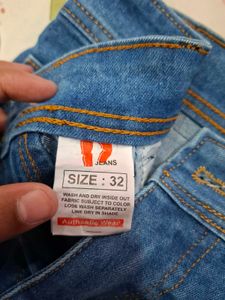 JEANS
SIZE : 32
WASH AND DRY INSIDE OUT
FABRIC SUBJECT TO COLOR
LOSS WASH SEPARATELY
LINE DRY IN SHADE
Authentic Wear